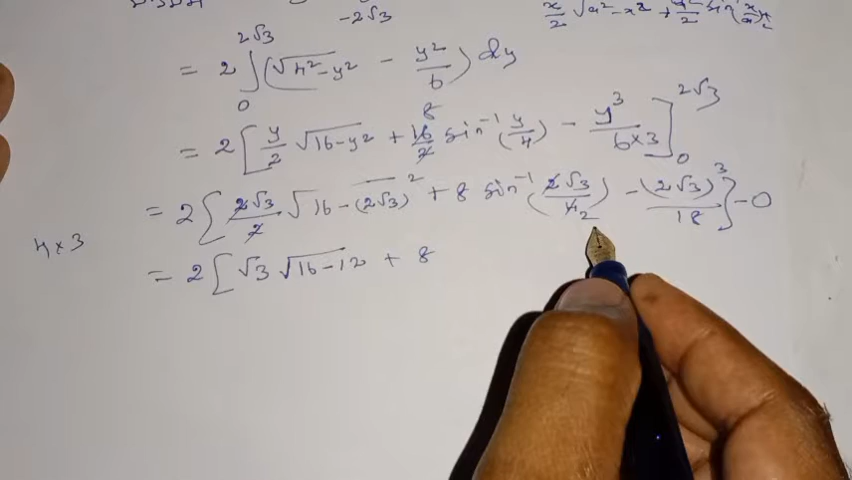 -2√3
x/2 √a²-x² + a²/2 sin⁻¹(x/a)
= 2 ∫₀^{2√3} (√4²-y² - y²/6) dy
= 2 [ y/2 √16-y² + 16/2 8 sin⁻¹(y/4) - y³/6×3 ]₀^{2√3}
= 2 [ 2√3/2 √16-(2√3)² + 8 sin⁻¹(2√3/4 2) - (2√3)³/18 ] - 0
4×3
= 2 [ √3 √16-12 + 8